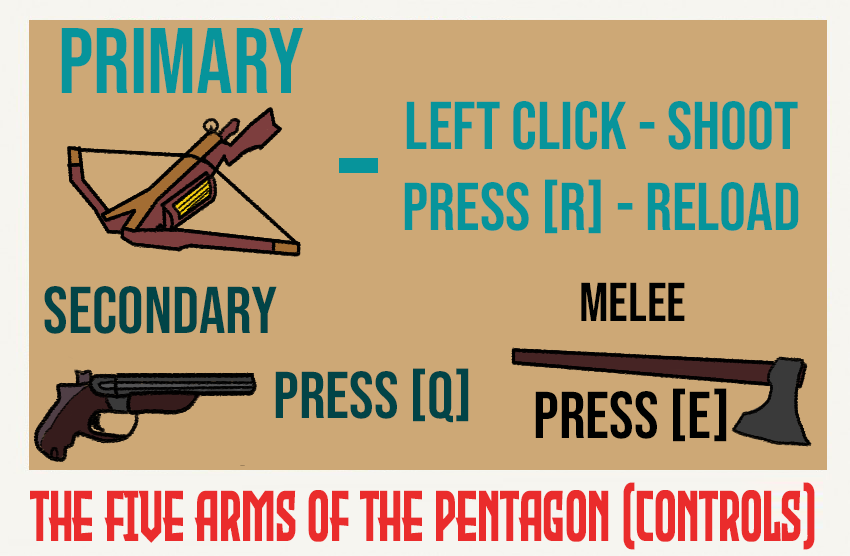 PRIMARY
-
LEFT CLICK - SHOOT
PRESS [R] - RELOAD
SECONDARY
PRESS [Q]
MELEE
PRESS [E]
THE FIVE ARMS OF THE PENTAGON (CONTROLS)